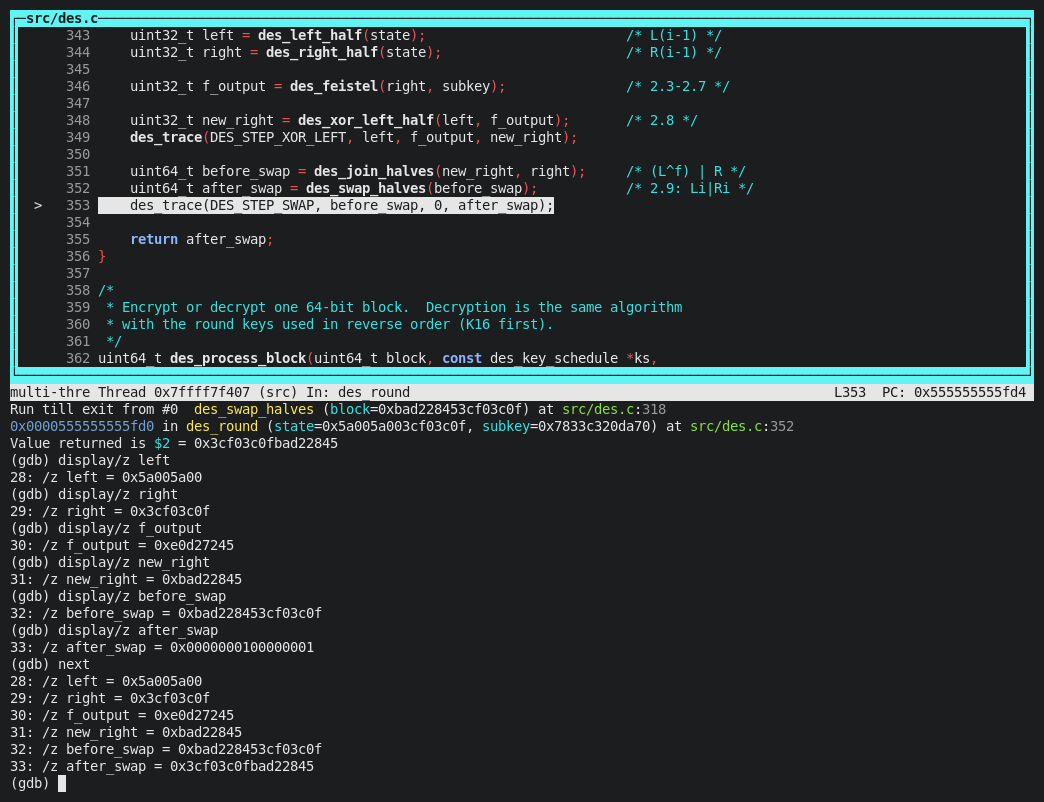 src/des.c
343     uint32_t left = des_left_half(state);                         /* L(i-1) */
344     uint32_t right = des_right_half(state);                       /* R(i-1) */
345
346     uint32_t f_output = des_feistel(right, subkey);               /* 2.3-2.7 */
347
348     uint32_t new_right = des_xor_left_half(left, f_output);       /* 2.8 */
349     des_trace(DES_STEP_XOR_LEFT, left, f_output, new_right);
350
351     uint64_t before_swap = des_join_halves(new_right, right);     /* (L^f) | R */
352     uint64_t after_swap = des_swap_halves(before_swap);           /* 2.9: Li|Ri */
> 353     des_trace(DES_STEP_SWAP, before_swap, 0, after_swap);
354
355     return after_swap;
356 }
357
358 /*
359  * Encrypt or decrypt one 64-bit block.  Decryption is the same algorithm
360  * with the round keys used in reverse order (K16 first).
361  */
362 uint64_t des_process_block(uint64_t block, const des_key_schedule *ks,
multi-thre Thread 0x7ffff7f407 (src) In: des_round                                                     L353  PC: 0x555555555fd4
Run till exit from #0  des_swap_halves (block=0xbad228453cf03c0f) at src/des.c:318
0x0000555555555fd0 in des_round (state=0x5a005a003cf03c0f, subkey=0x7833c320da70) at src/des.c:352
Value returned is $2 = 0x3cf03c0fbad22845
(gdb) display/z left
28: /z left = 0x5a005a00
(gdb) display/z right
29: /z right = 0x3cf03c0f
(gdb) display/z f_output
30: /z f_output = 0xe0d27245
(gdb) display/z new_right
31: /z new_right = 0xbad22845
(gdb) display/z before_swap
32: /z before_swap = 0xbad228453cf03c0f
(gdb) display/z after_swap
33: /z after_swap = 0x0000000100000001
(gdb) next
28: /z left = 0x5a005a00
29: /z right = 0x3cf03c0f
30: /z f_output = 0xe0d27245
31: /z new_right = 0xbad22845
32: /z before_swap = 0xbad228453cf03c0f
33: /z after_swap = 0x3cf03c0fbad22845
(gdb)